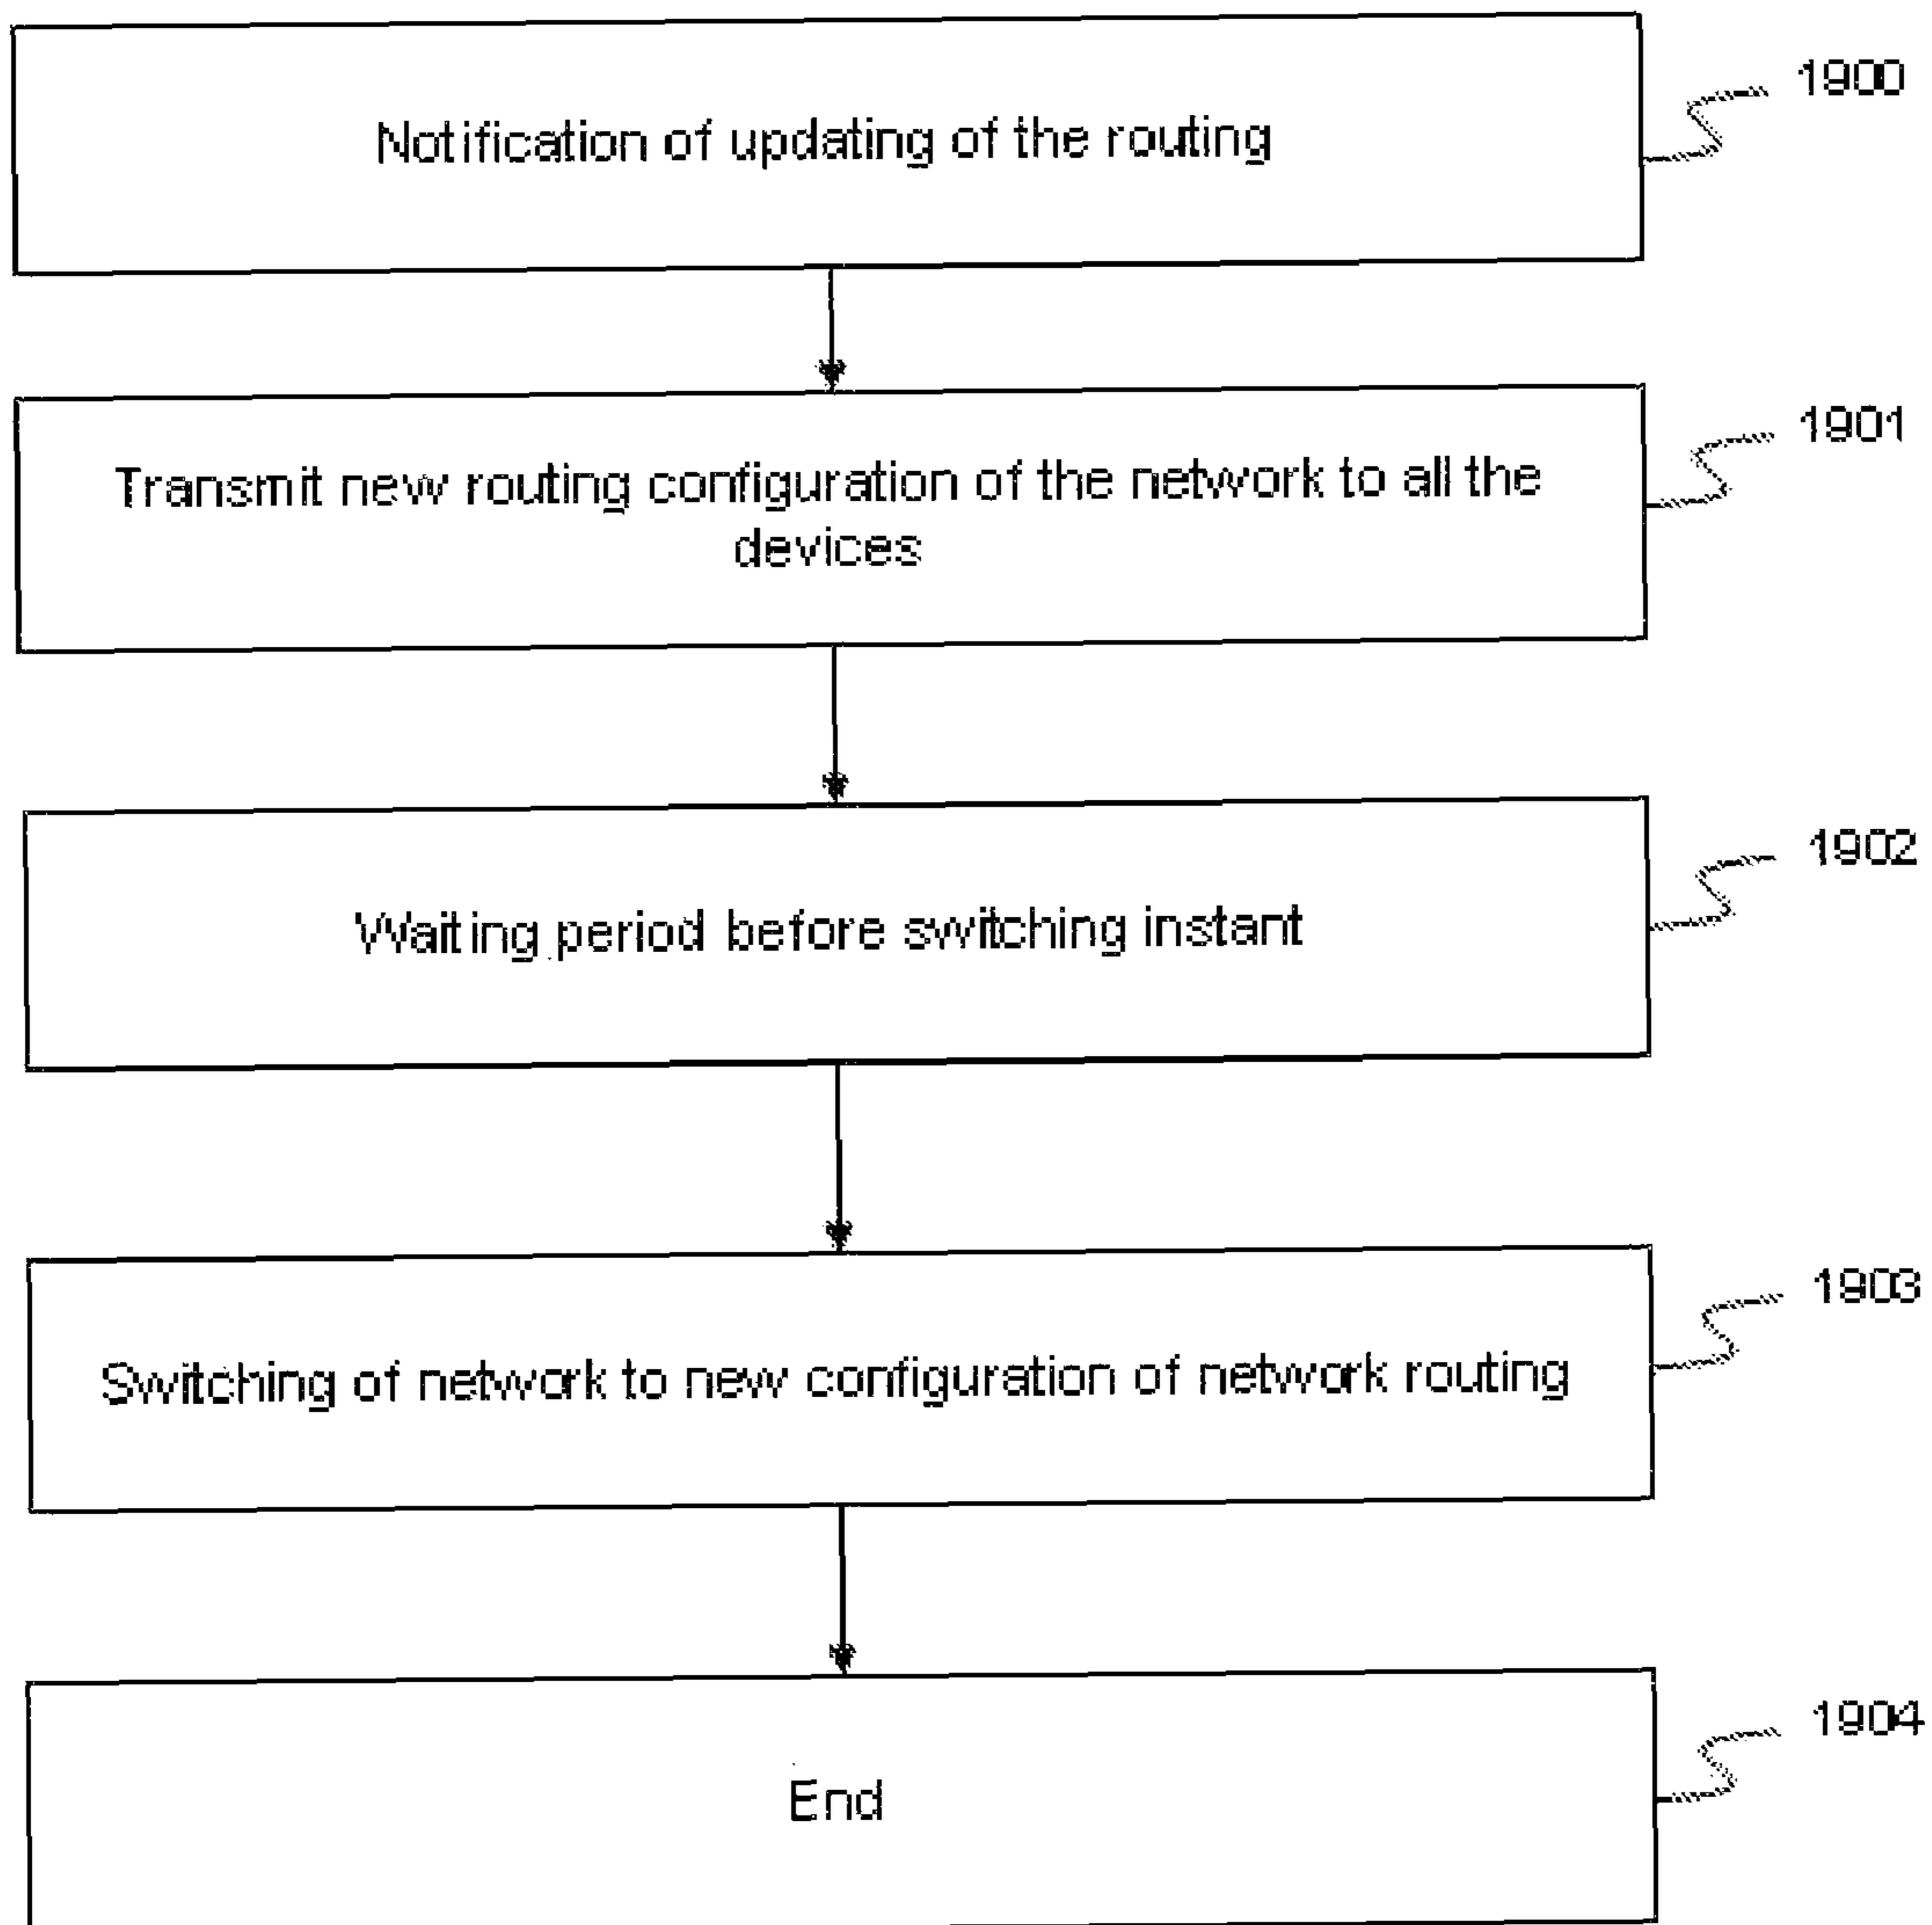 Notification of updating of the routing
1900
Transmit new routing configuration of the network to all the
devices
1901
Waiting period before switching instant
1902
Switching of network to new configuration of network routing
1903
End
1904